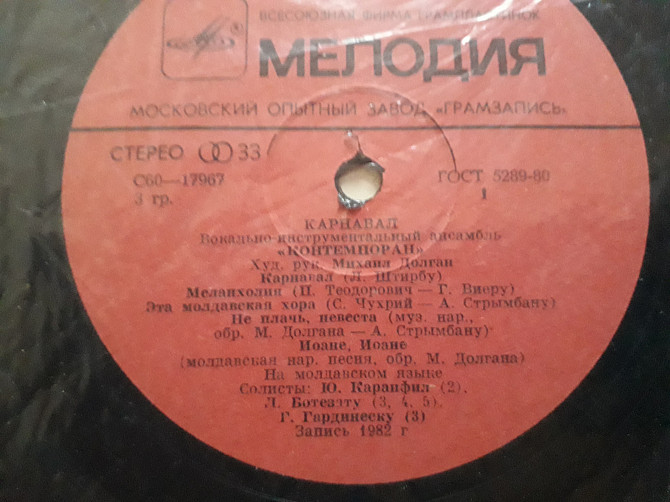 ВСЕСОЮЗНАЯ ФИРМА ГРАМПЛАСТИНОК
МЕЛОДИЯ
МОСКОВСКИЙ ОПЫТНЫЙ ЗАВОД «ГРАМЗАПИСЬ»
СТЕРЕО 33
ГОСТ 5289-80
С60—17967
3 гр.
1
КАРНАВАЛ
Вокально-инструментальный ансамбль
«КОНТЕМПОРАН»
Худ. рук. Михаил Долган
Карнавал (Л. Штирбу)
Меланхолия (П. Теодорович — Г. Виеру)
Эта молдавская хора (С. Чухрий — А. Стрымбану)
Не плачь, невеста (муз. нар.,
обр. М. Долгана — А. Стрымбану)
Иоане, Иоане
(молдавская нар. песня, обр. М. Долгана)
На молдавском языке
Солисты: Ю. Каранфил (2),
Л. Ботезату (3, 4, 5),
Г. Гардинеску (3)
Запись 1982 г